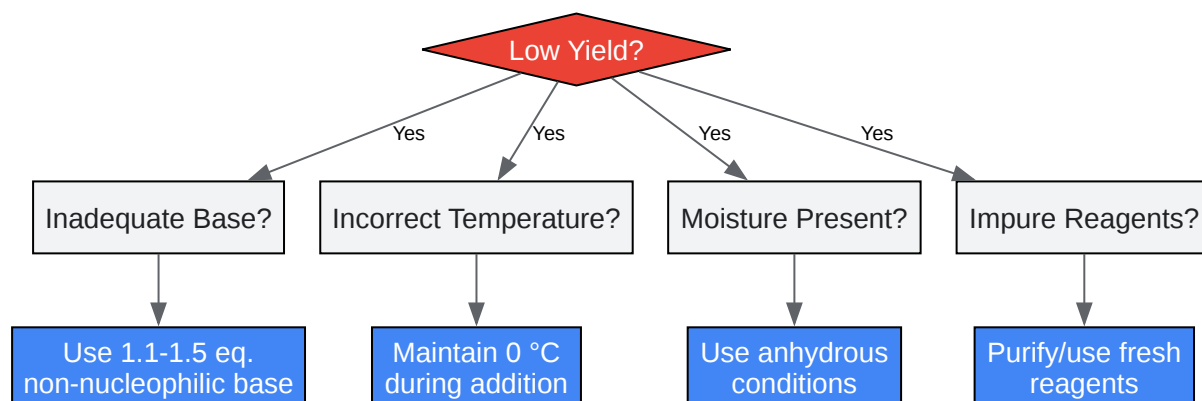 Low Yield?
Yes
Yes
Yes
Yes
Inadequate Base?
Incorrect Temperature?
Moisture Present?
Impure Reagents?
Use 1.1-1.5 eq.
non-nucleophilic base
Maintain 0 °C
during addition
Use anhydrous
conditions
Purify/use fresh
reagents